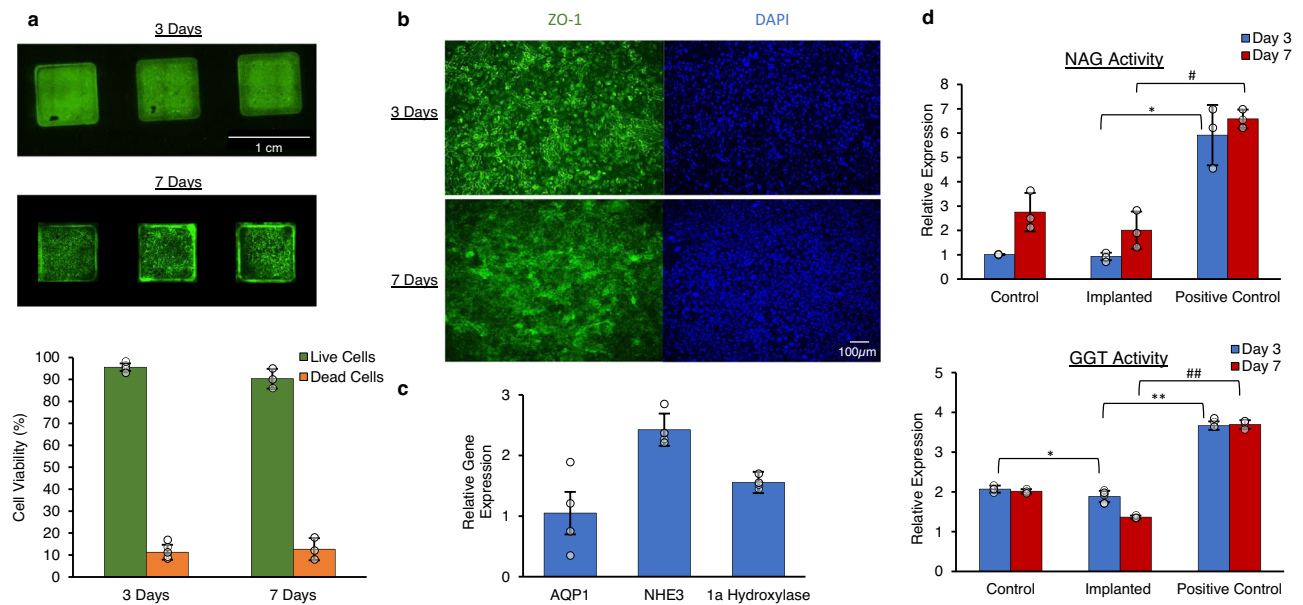 a
3 Days
1 cm
7 Days
Live Cells
Dead Cells
Cell Viability (%)
100
90
80
70
60
50
40
30
20
10
0
3 Days
7 Days
b
ZO-1
DAPI
3 Days
7 Days
100µm
c
Relative Gene
Expression
3
2
1
0
AQP1
NHE3
1a Hydroxylase
d
Day 3
Day 7
NAG Activity
#
*
Relative Expression
8
7
6
5
4
3
2
1
0
Control
Implanted
Positive Control
Day 3
Day 7
GGT Activity
##
**
*
Relative Expression
5
4
3
2
1
0
Control
Implanted
Positive Control